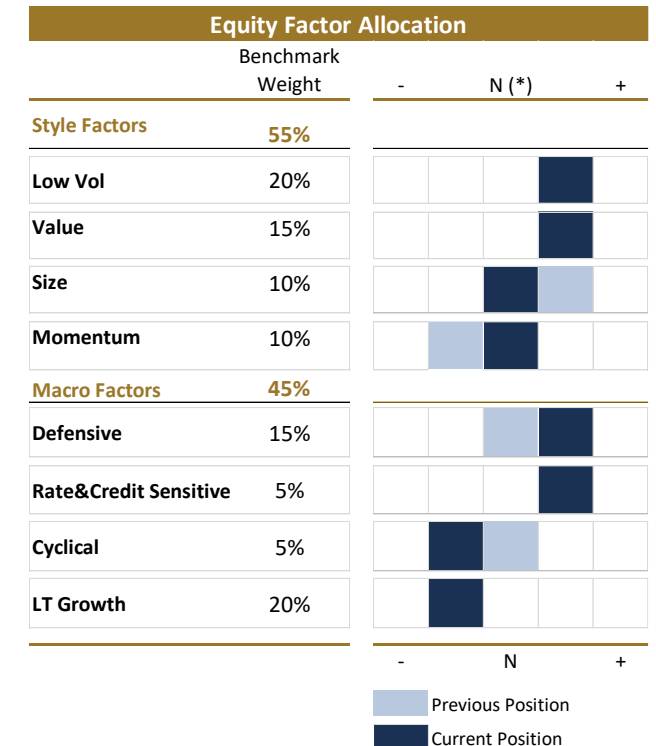 Equity Factor Allocation
Benchmark
Weight - N (*) +
Style Factors 55%
Low Vol 20%
Value 15%
Size 10%
Momentum 10%
Macro Factors 45%
Defensive 15%
Rate&Credit Sensitive 5%
Cyclical 5%
LT Growth 20%
- N +
Previous Position
Current Position